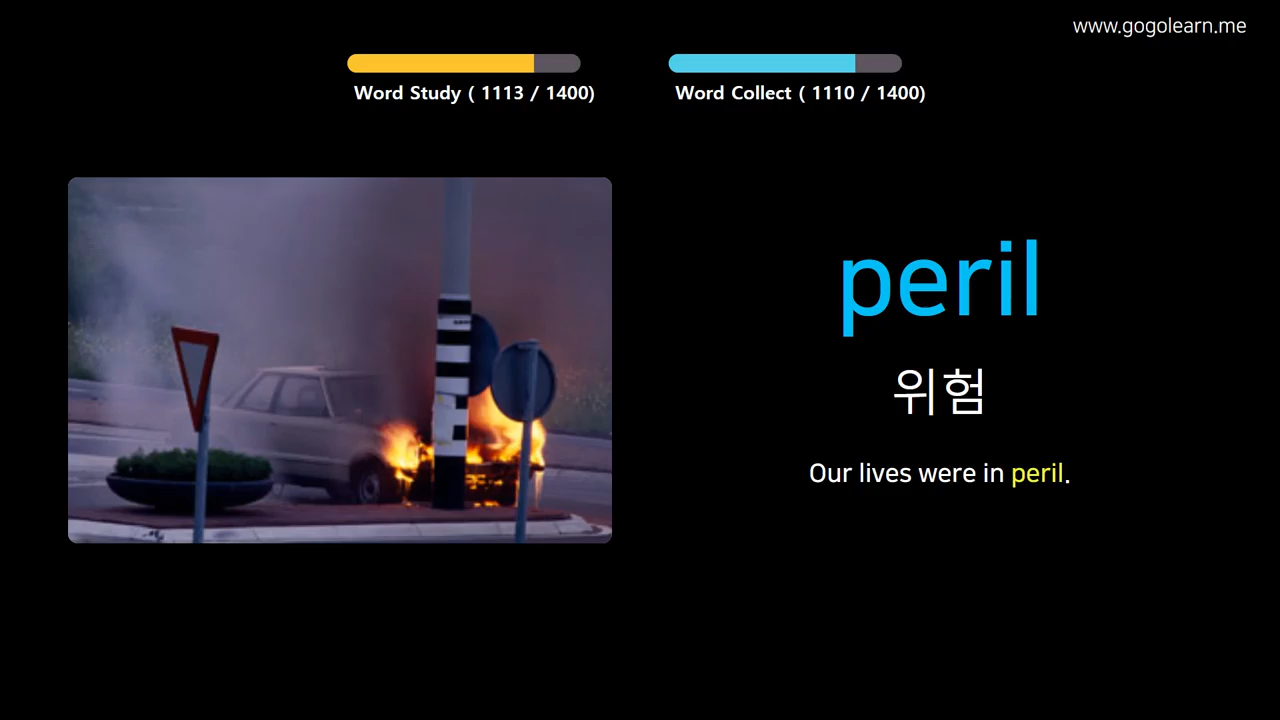 www.gogolearn.me
Word Study ( 1113 / 1400)
Word Collect ( 1110 / 1400)
peril
위험
Our lives were in peril.